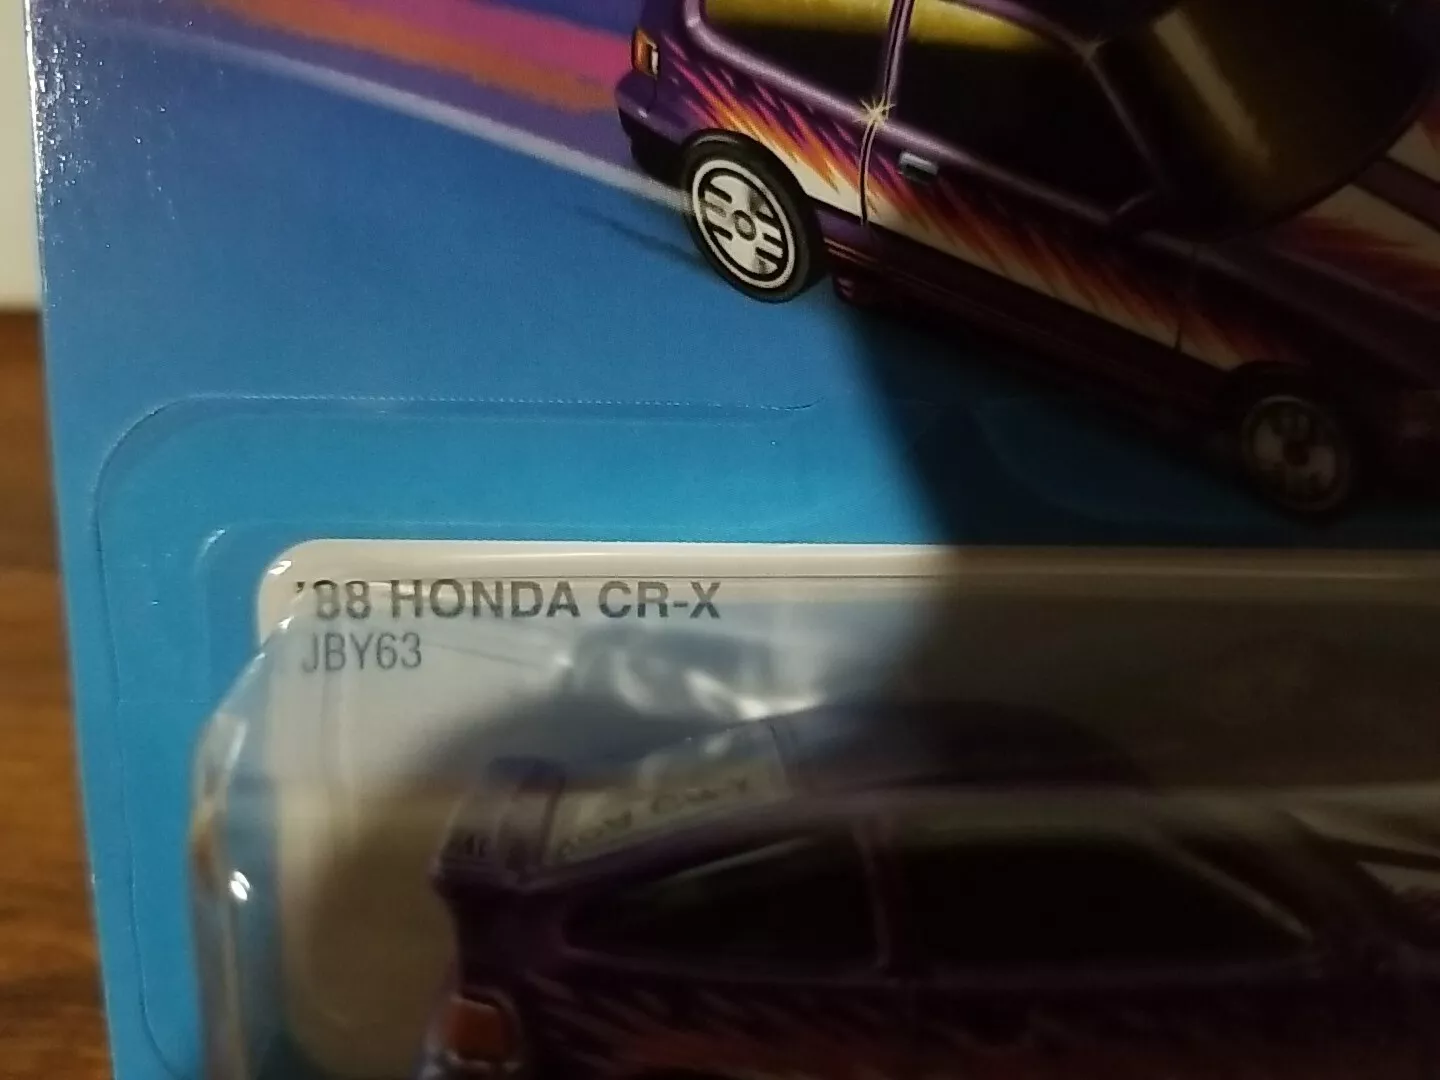 '88 HONDA CR-X
JBY63